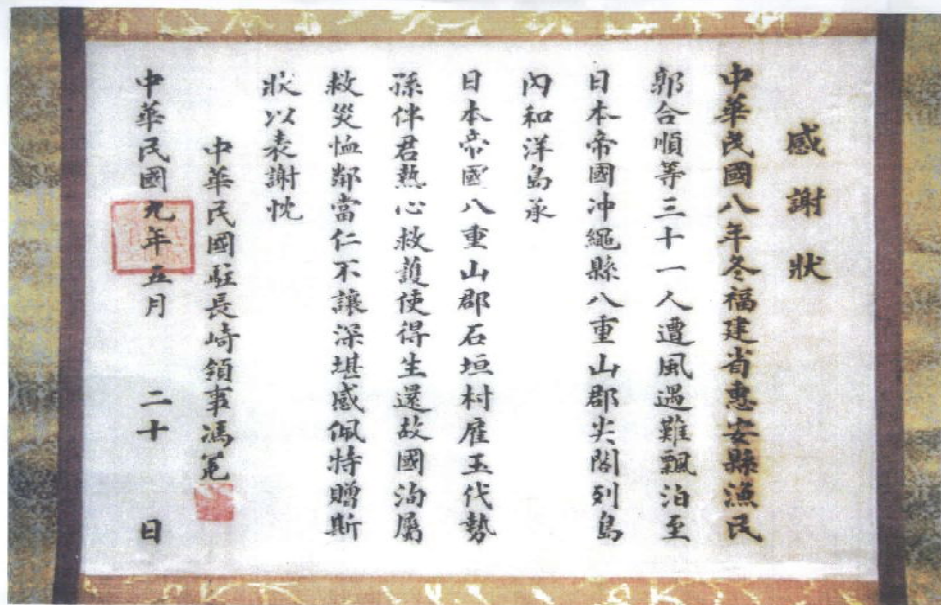 感謝狀
中華民國八年冬福建省惠安縣漁民
郭合順等三十一人遭風遇難飄泊至
日本帝國沖繩縣八重山郡尖閣列島
內和洋島承
日本帝國八重山郡石垣村雇玉代勢
孫伴君熱心救護使得生還故國洵屬
救災恤鄰當仁不讓深堪感佩特贈斯
狀以表謝忱
中華民國駐長崎領事馮冕
中華民國九年五月二十日